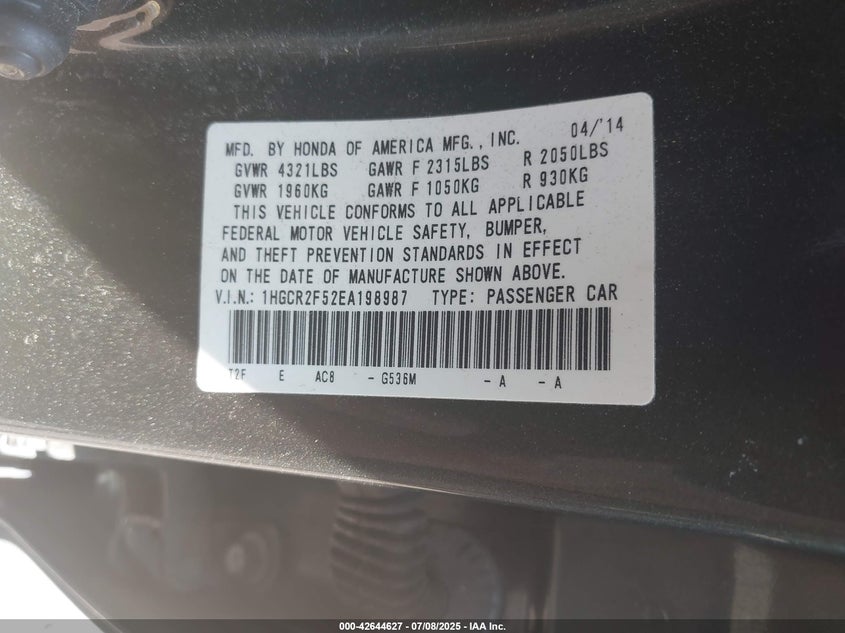 MFD. BY HONDA OF AMERICA MFG., INC. 04/'14
GVWR 4321LBS GAWR F 2315LBS R 2050LBS
GVWR 1960KG GAWR F 1050KG R 930KG
THIS VEHICLE CONFORMS TO ALL APPLICABLE
FEDERAL MOTOR VEHICLE SAFETY, BUMPER,
AND THEFT PREVENTION STANDARDS IN EFFECT
ON THE DATE OF MANUFACTURE SHOWN ABOVE.
V.I.N.: 1HGCR2F52EA198987 TYPE: PASSENGER CAR
T2F E AC8 - G536M - A - A
000-42644627 - 07/08/2025 - IAA Inc.